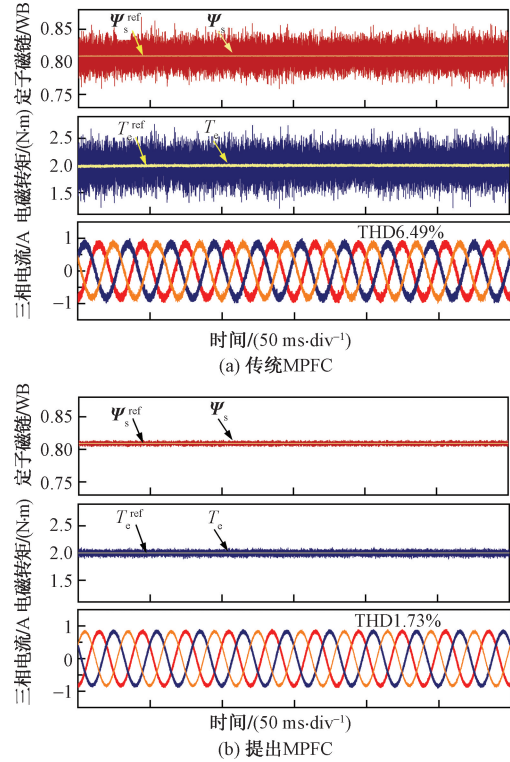 定子磁链/WB
0.85
0.80
0.75
Ψs ref
Ψs
电磁转矩/(N·m)
2.5
2.0
1.5
Te ref
Te
三相电流/A
1
0
−1
THD6.49%
时间/(50 ms·div⁻¹)
(a) 传统MPFC
定子磁链/WB
0.85
0.80
0.75
Ψs ref
Ψs
电磁转矩/(N·m)
2.5
2.0
1.5
Te ref
Te
三相电流/A
1
0
−1
THD1.73%
时间/(50 ms·div⁻¹)
(b) 提出MPFC